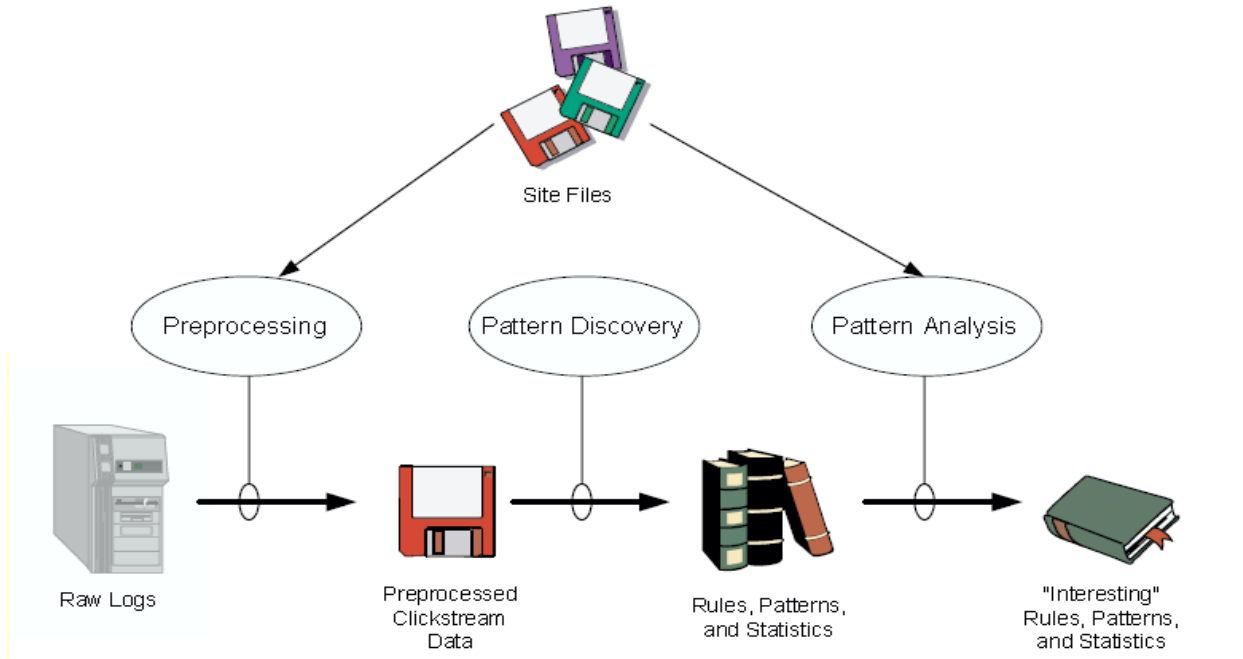 Site Files
Preprocessing
Pattern Discovery
Pattern Analysis
Raw Logs
Preprocessed
Clickstream
Data
Rules, Patterns,
and Statistics
"Interesting"
Rules, Patterns,
and Statistics